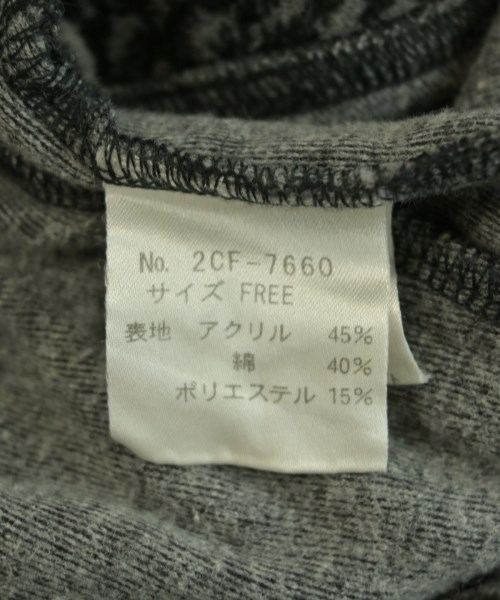 No. 2CF-7660
サイズ FREE
表地 アクリル 45%
綿 40%
ポリエステル 15%